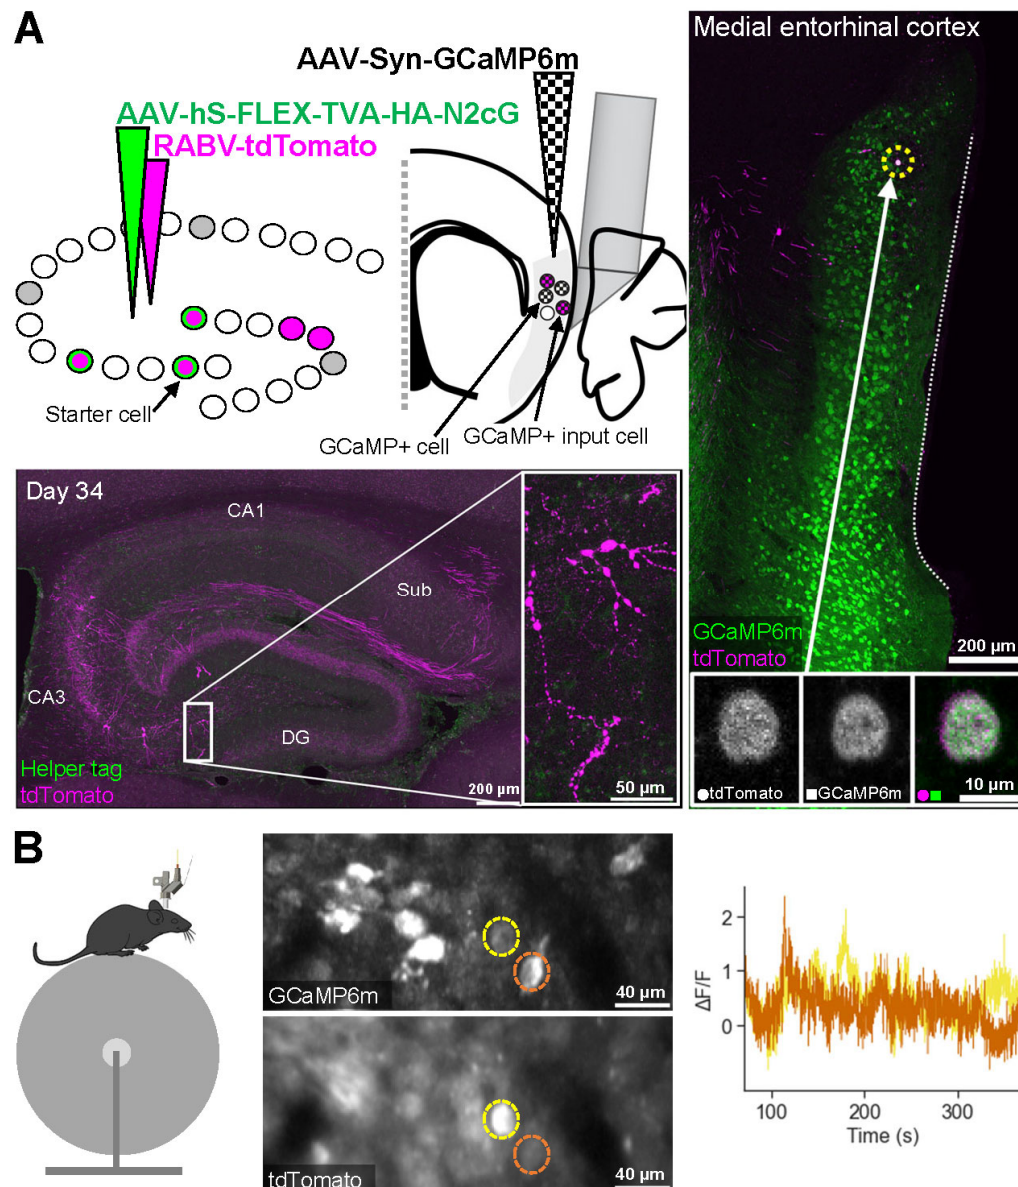 A
AAV-Syn-GCaMP6m
AAV-hS-FLEX-TVA-HA-N2cG
RABV-tdTomato
Starter cell
GCaMP+ cell
GCaMP+ input cell
Medial entorhinal cortex
GCaMP6m
tdTomato
200 µm
tdTomato
GCaMP6m
10 µm
Day 34
CA1
Sub
CA3
DG
Helper tag
tdTomato
200 µm
50 µm
B
GCaMP6m
40 µm
tdTomato
40 µm
ΔF/F
2
1
0
100
200
300
Time (s)